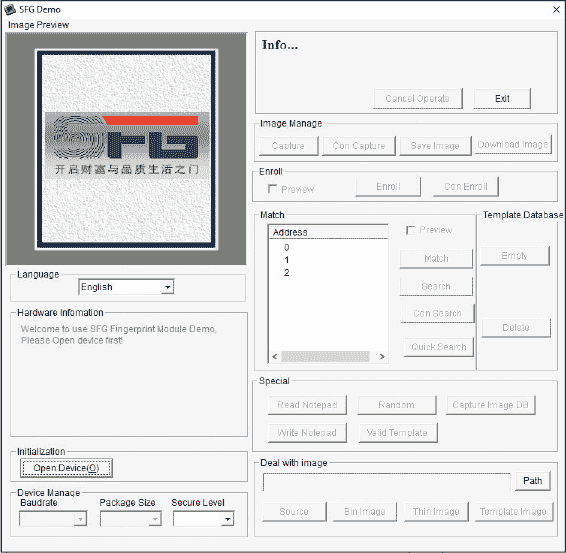 SFG Demo
Image Preview
SFG
开启财富与品质生活之门
Language
English
Hardware Infomation
Welcome to use SFG Fingerprint Module Demo,
Please Open device first!
Initialization
Open Device(O)
Device Manage
Baudrate
Package Size
Secure Level
Info...
Cancel Operate
Exit
Image Manage
Capture
Con Capture
Save Image
Download Image
Enroll
Preview
Enroll
Con Enroll
Match
Address
0
1
2
Preview
Match
Search
Con Search
Quick Search
Template Database
Empty
Delete
Special
Read Notepad
Random
Capture Image DB
Write Notepad
Valid Template
Deal with image
Path
Source
Bin Image
Thin Image
Template Image